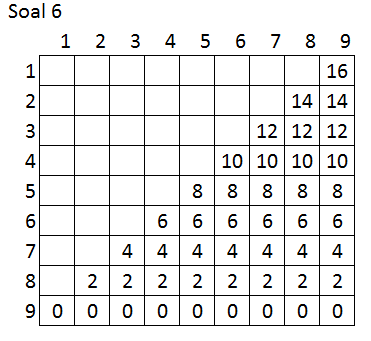 Soal 6
1 2 3 4 5 6 7 8 9
1 16
2 14 14
3 12 12 12
4 10 10 10 10
5 8 8 8 8 8
6 6 6 6 6 6 6
7 4 4 4 4 4 4 4
8 2 2 2 2 2 2 2 2
9 0 0 0 0 0 0 0 0 0